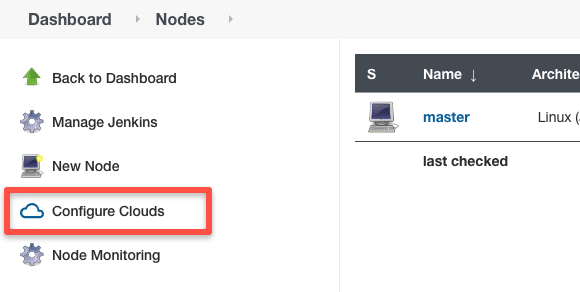 Dashboard Nodes
Back to Dashboard
Manage Jenkins
New Node
Configure Clouds
Node Monitoring
S Name ↓ Archite
master Linux (
last checked